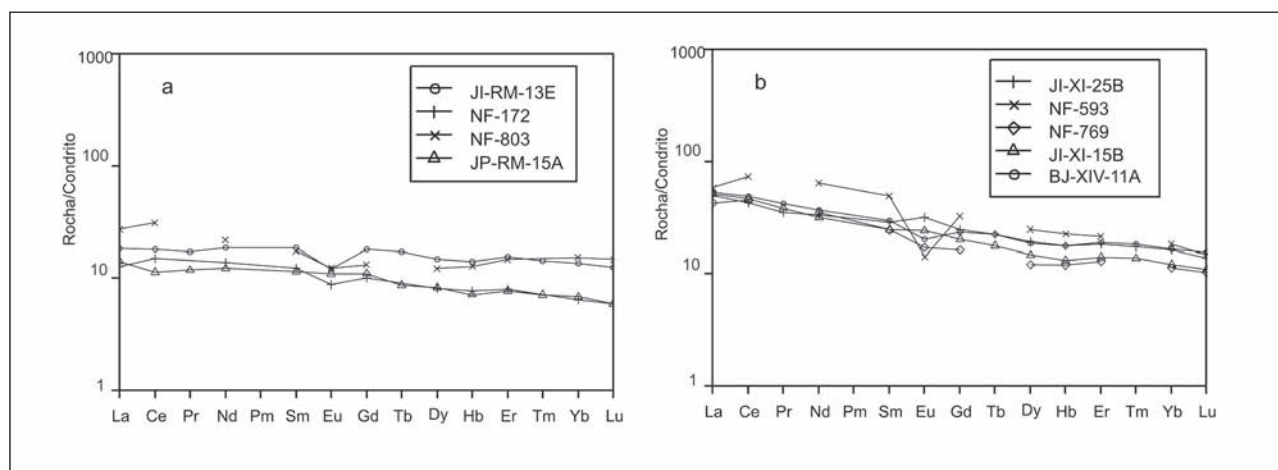 a
Rocha/Condrito
1000
100
10
1
JI-RM-13E
NF-172
NF-803
JP-RM-15A
La Ce Pr Nd Pm Sm Eu Gd Tb Dy Hb Er Tm Yb Lu
b
Rocha/Condrito
1000
100
10
1
JI-XI-25B
NF-593
NF-769
JI-XI-15B
BJ-XIV-11A
La Ce Pr Nd Pm Sm Eu Gd Tb Dy Hb Er Tm Yb Lu